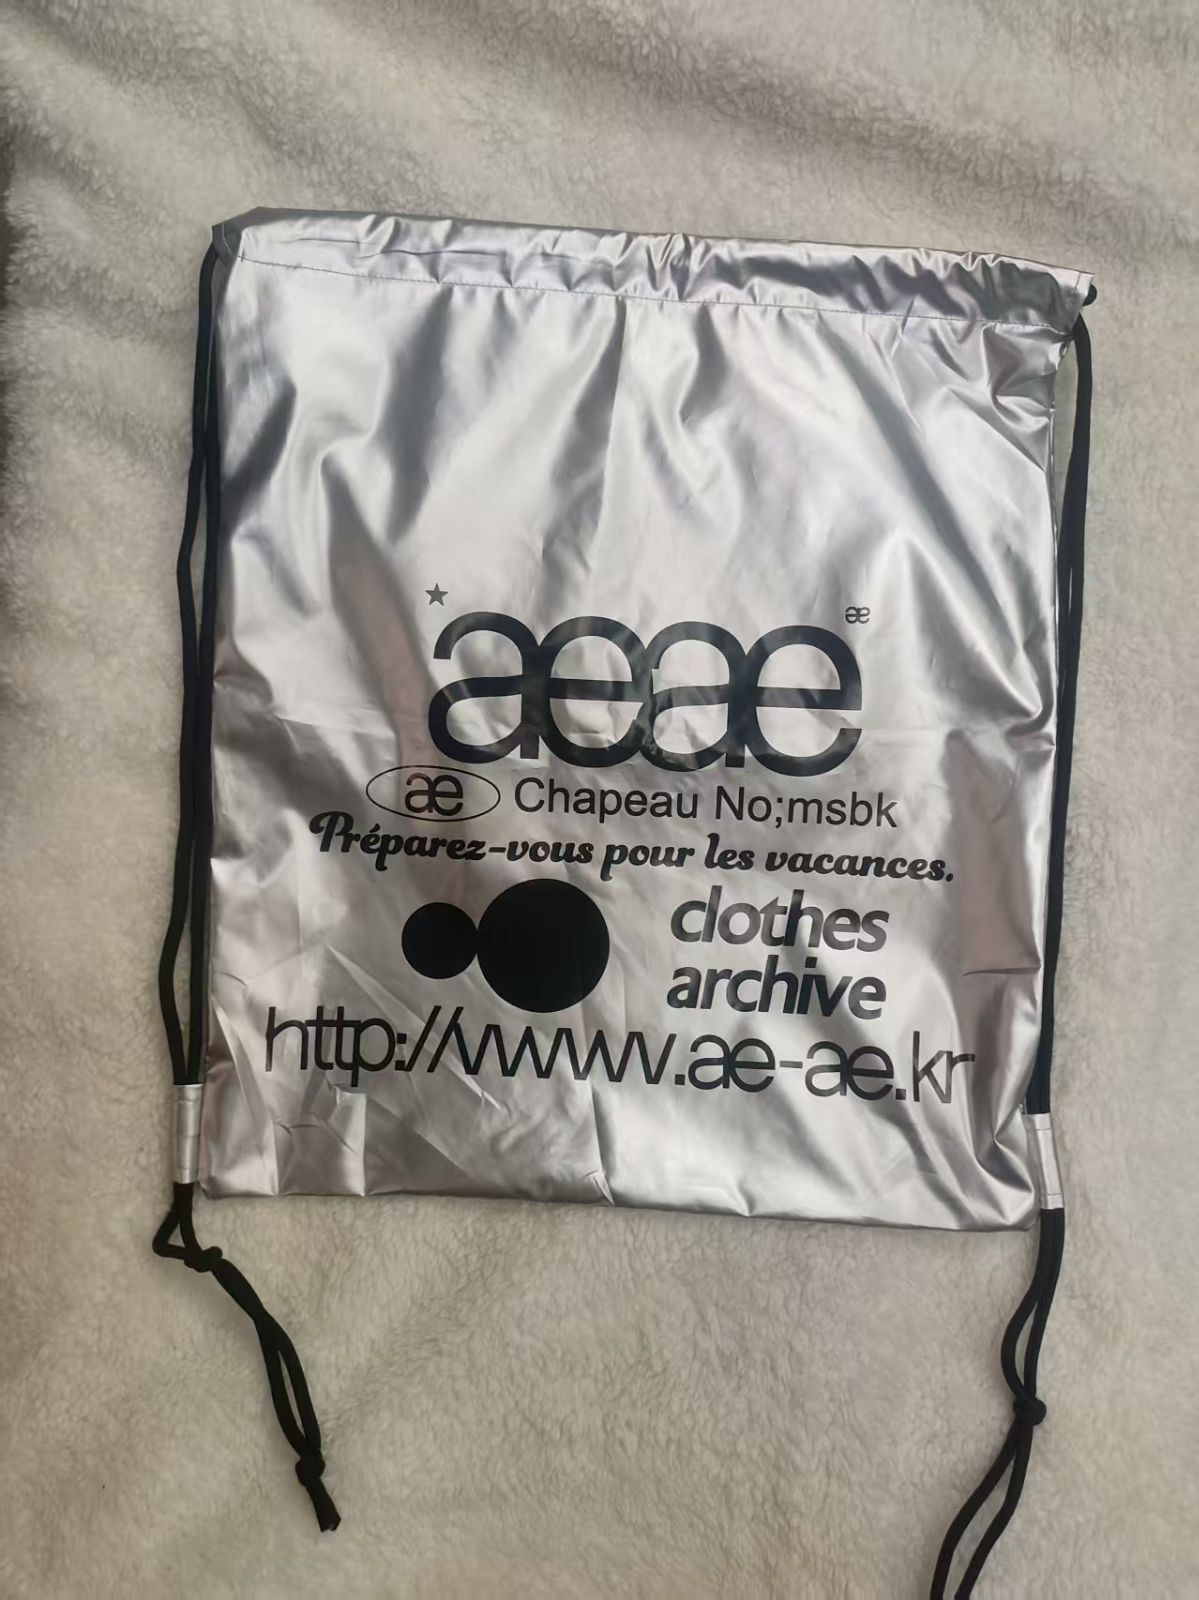 ★aeae æ
æ Chapeau No;msbk
Préparez-vous pour les vacances.
clothes
archive
http://www.ae-ae.kr